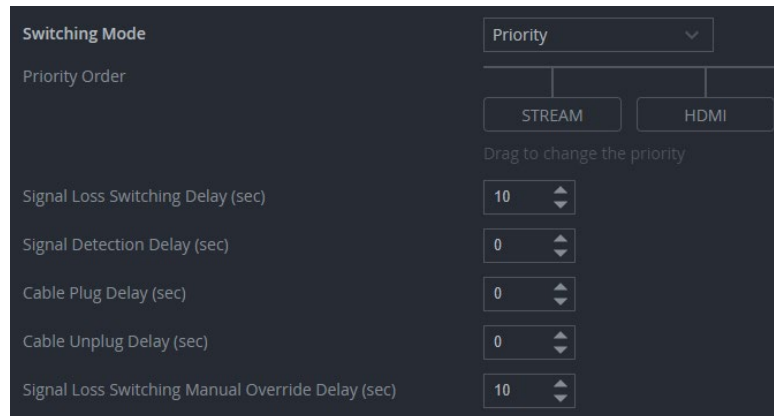 Switching Mode Priority
Priority Order
STREAM HDMI
Drag to change the priority
Signal Loss Switching Delay (sec) 10
Signal Detection Delay (sec) 0
Cable Plug Delay (sec) 0
Cable Unplug Delay (sec) 0
Signal Loss Switching Manual Override Delay (sec) 10